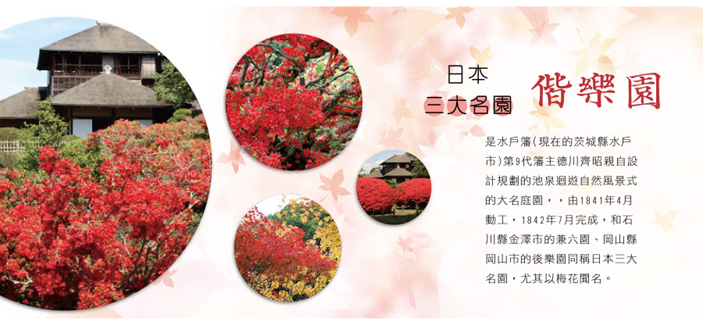 日本
三大名園
偕樂園
是水戶藩(現在的茨城縣水戶
市)第9代藩主德川齊昭親自設
計規劃的池泉迴遊自然風景式
的大名庭園，，由1841年4月
動工，1842年7月完成，和石
川縣金澤市的兼六園、岡山縣
岡山市的後樂園同稱日本三大
名園，尤其以梅花聞名。